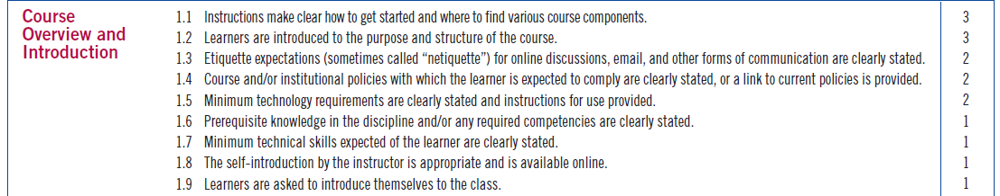 Course
Overview and
Introduction
1.1 Instructions make clear how to get started and where to find various course components. 3
1.2 Learners are introduced to the purpose and structure of the course. 3
1.3 Etiquette expectations (sometimes called “netiquette”) for online discussions, email, and other forms of communication are clearly stated. 2
1.4 Course and/or institutional policies with which the learner is expected to comply are clearly stated, or a link to current policies is provided. 2
1.5 Minimum technology requirements are clearly stated and instructions for use provided. 2
1.6 Prerequisite knowledge in the discipline and/or any required competencies are clearly stated. 1
1.7 Minimum technical skills expected of the learner are clearly stated. 1
1.8 The self-introduction by the instructor is appropriate and is available online. 1
1.9 Learners are asked to introduce themselves to the class. 1